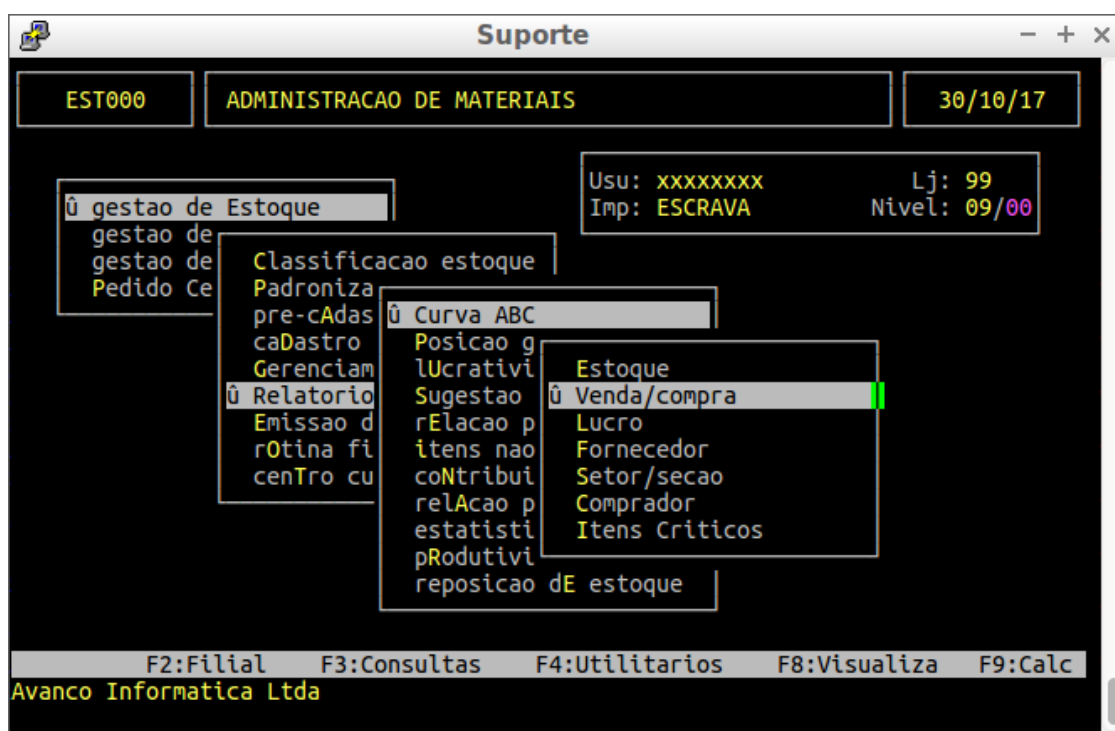 Suporte
EST000 ADMINISTRACAO DE MATERIAIS 30/10/17
Usu: xxxxxxxx Lj: 99
Imp: ESCRAVA Nivel: 09/00
û gestao de Estoque
gestao de
gestao de
Pedido Ce
Classificacao estoque
Padroniza
pre-cAdas
caDastro
Gerenciam
û Relatorio
Emissao d
rOtina fi
cenTro cu
û Curva ABC
Posicao g
lUcrativi
Sugestao
rElacao p
itens nao
coNtribui
relAcao p
estatisti
pRodutivi
reposicao dE estoque
Estoque
û Venda/compra
Lucro
Fornecedor
Setor/secao
Comprador
Itens Criticos
F2:Filial F3:Consultas F4:Utilitarios F8:Visualiza F9:Calc
Avanco Informatica Ltda